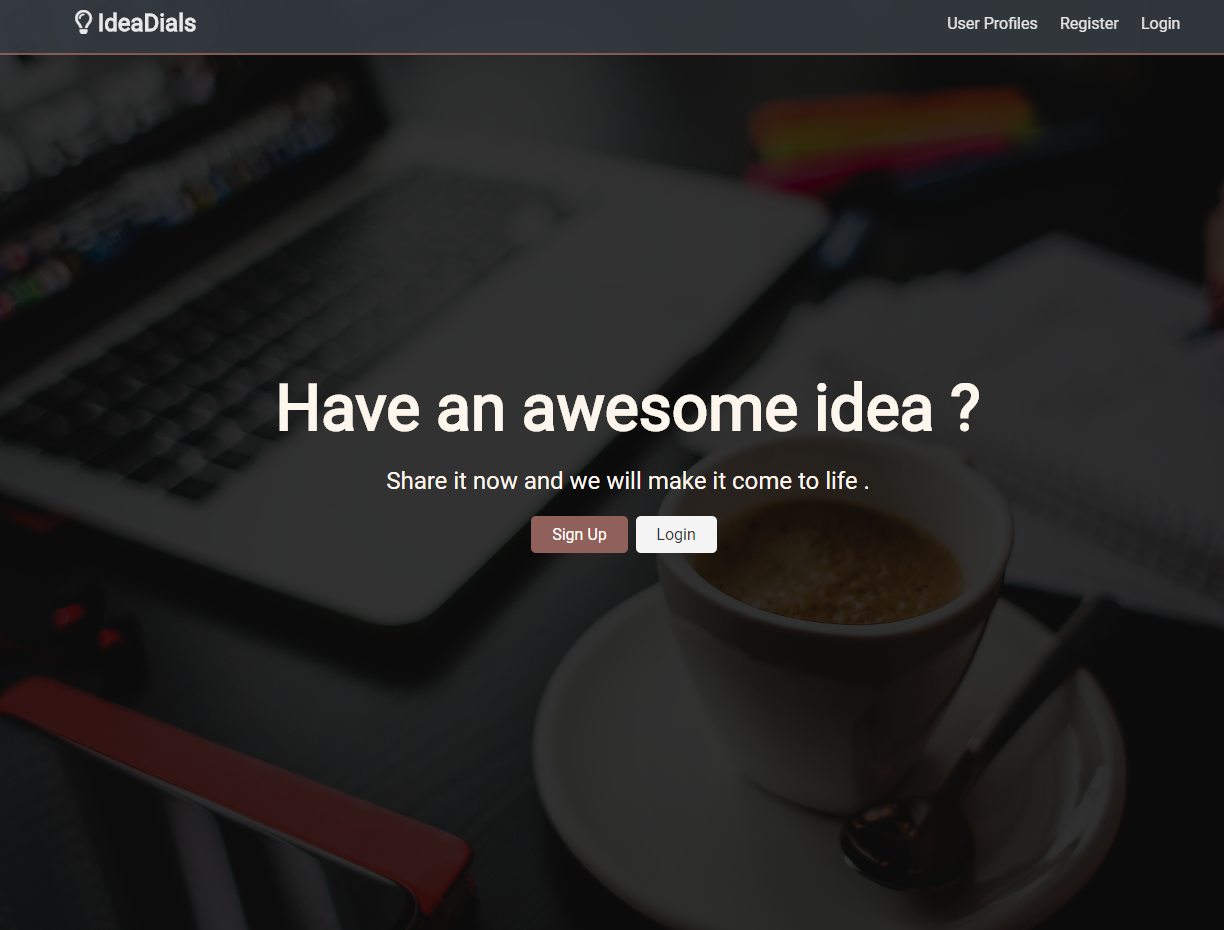 IdeaDials
User Profiles Register Login
Have an awesome idea ?
Share it now and we will make it come to life .
Sign Up Login